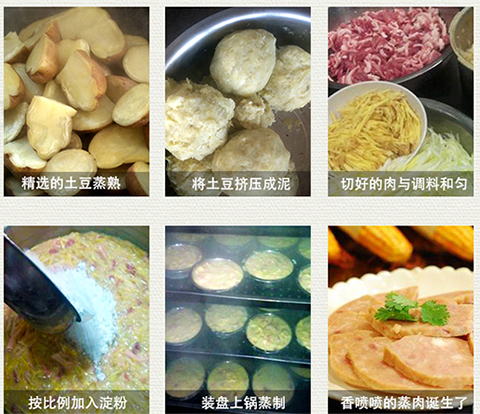 精选的土豆蒸熟
将土豆挤压成泥
切好的肉与调料和匀
按比例加入淀粉
装盘上锅蒸制
香喷喷的蒸肉诞生了